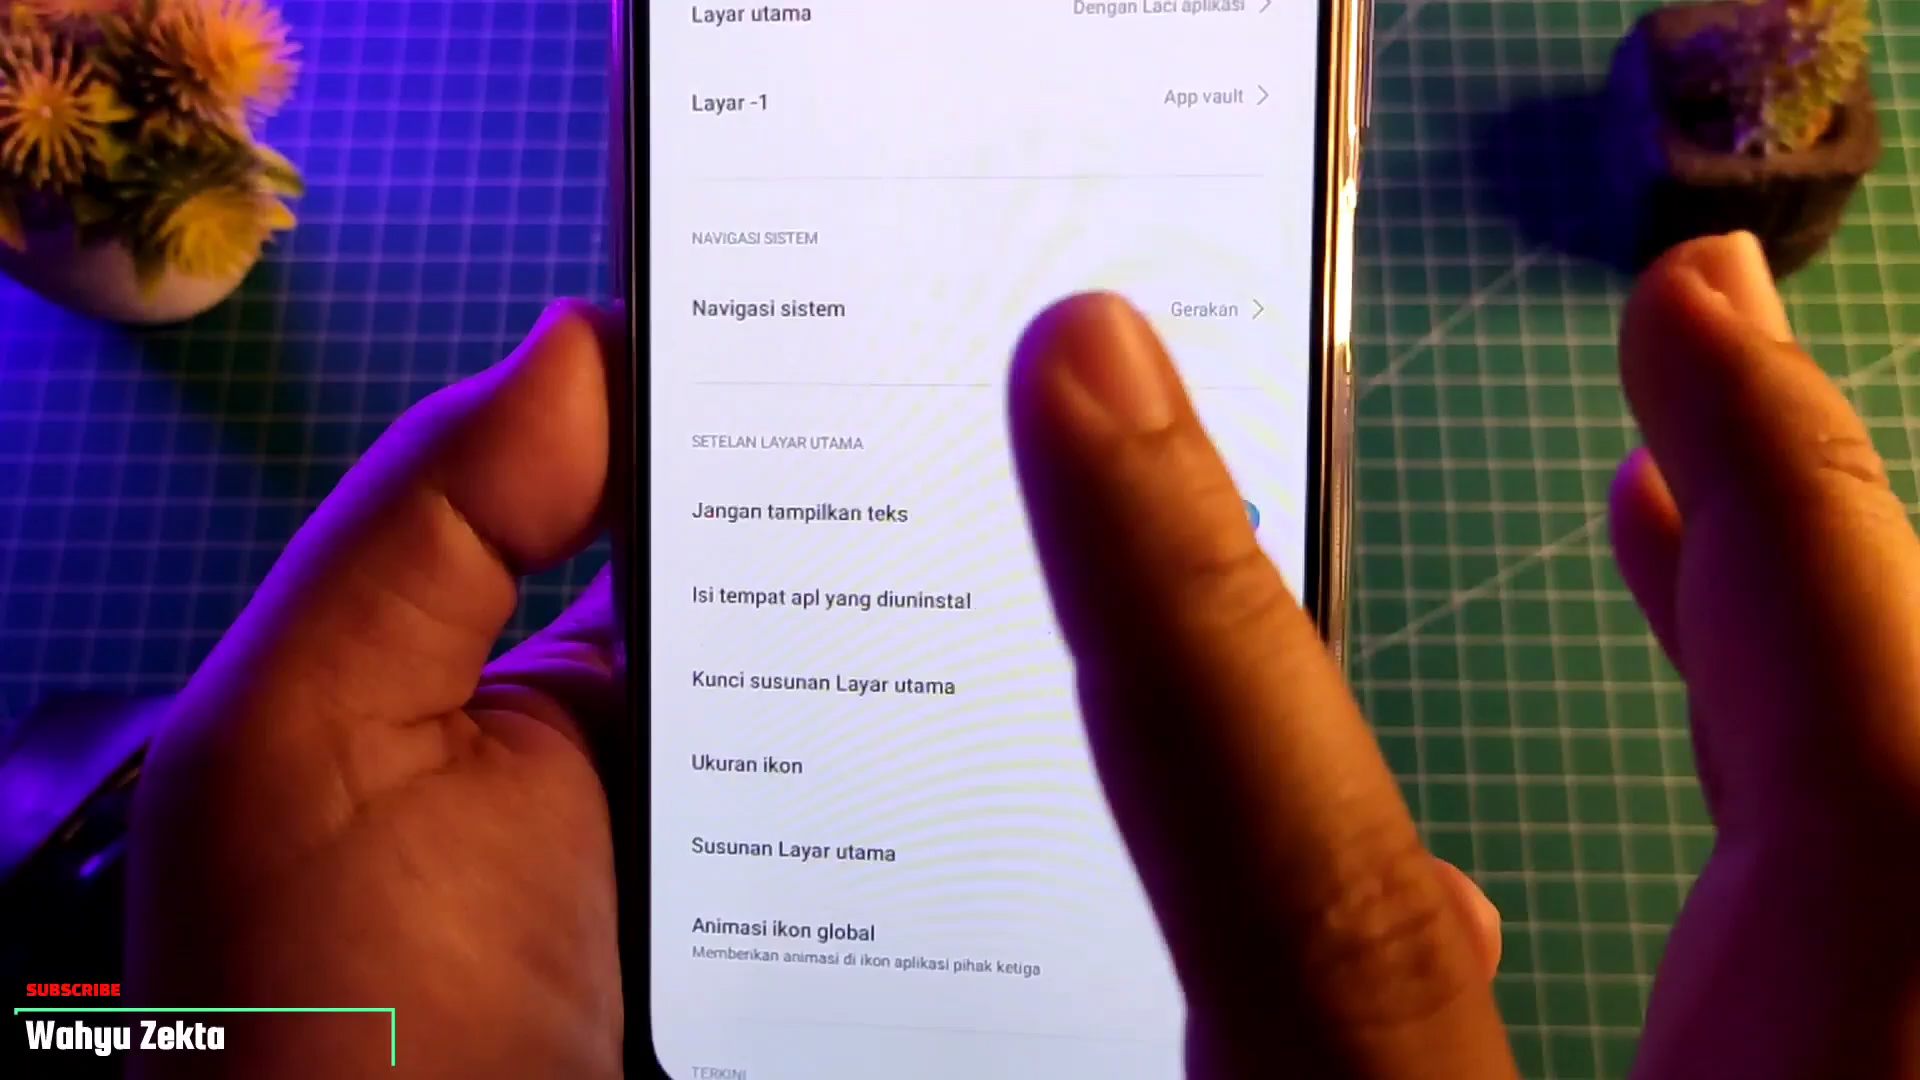 Layar utama
Dengan Laci aplikasi
Layar -1
App vault
NAVIGASI SISTEM
Navigasi sistem
Gerakan
SETELAN LAYAR UTAMA
Jangan tampilkan teks
Isi tempat apl yang diuninstal
Kunci susunan Layar utama
Ukuran ikon
Susunan Layar utama
Animasi ikon global
Memberikan animasi di ikon aplikasi pihak ketiga
TERKINI
SUBSCRIBE
Wahyu Zekta